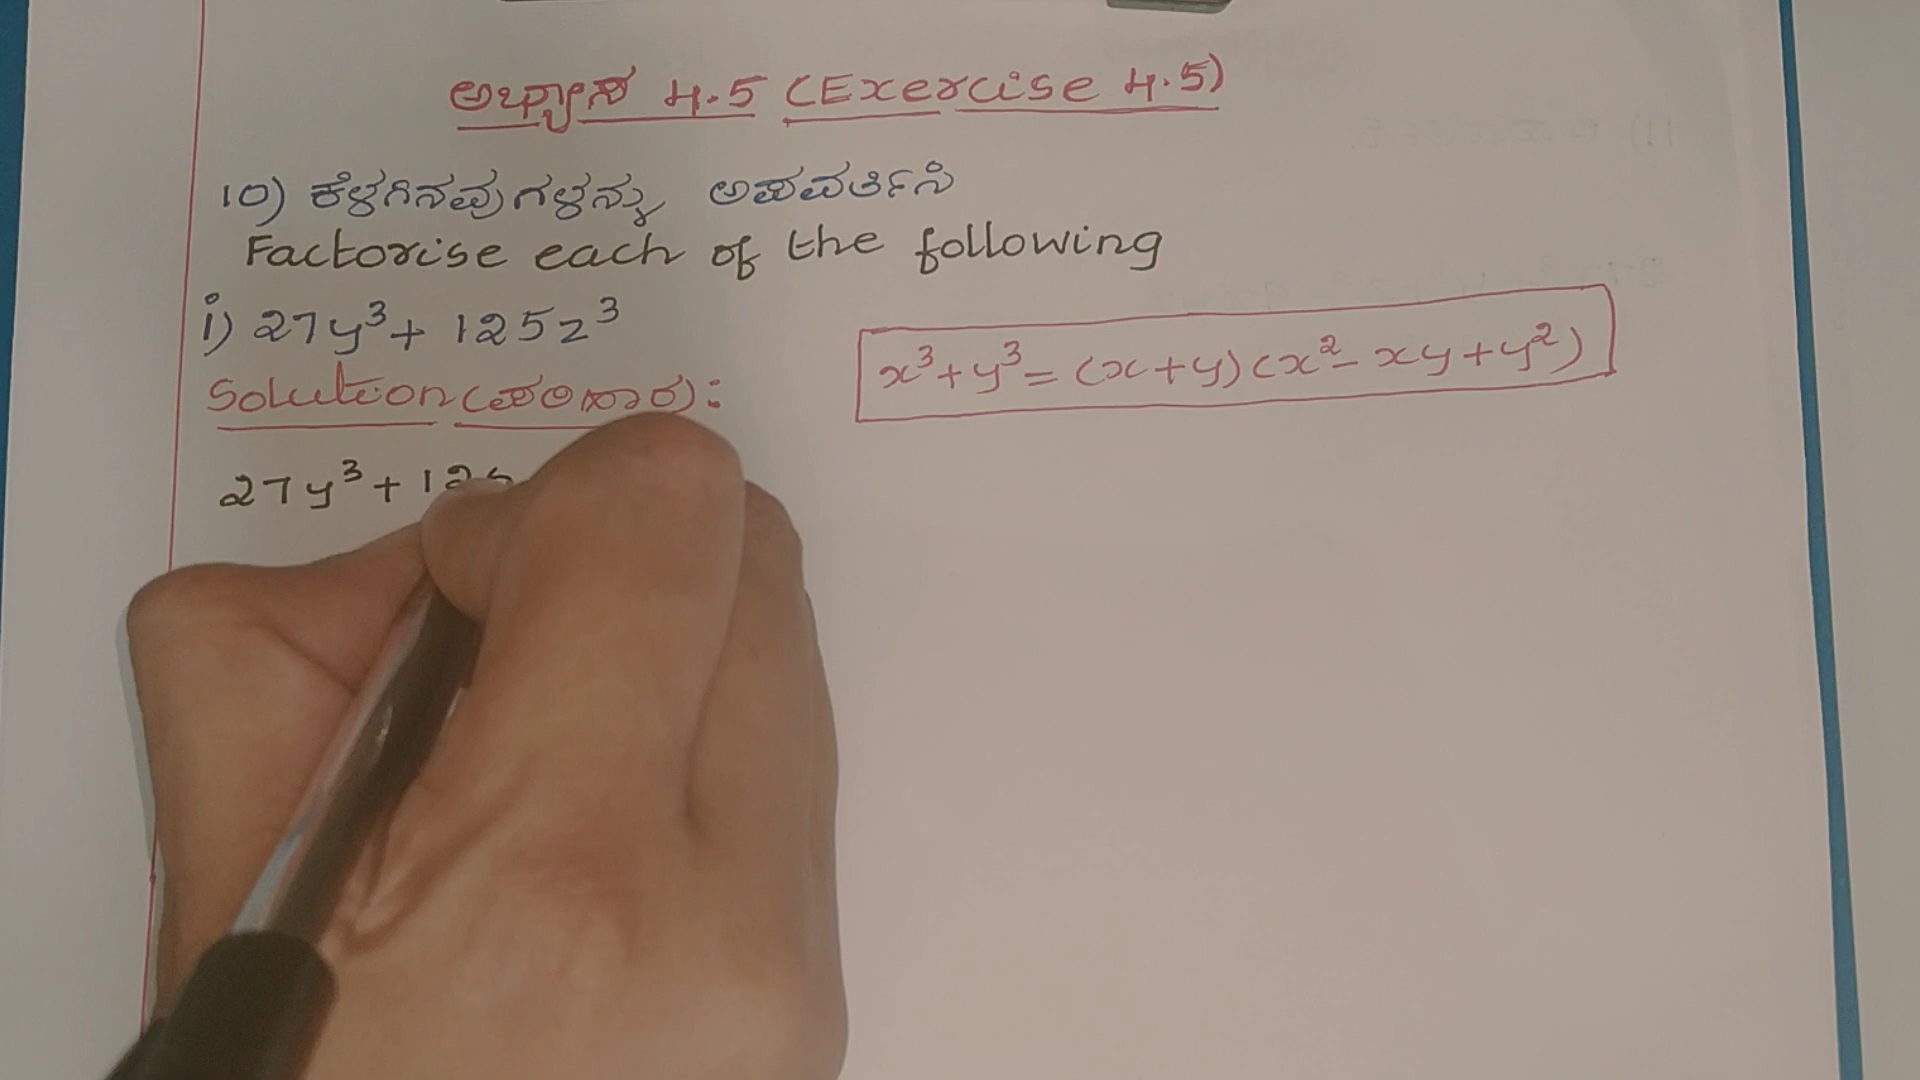 ಅಭ್ಯಾಸ 4.5 (Exercise 4.5)
10) ಕೆಳಗಿನವುಗಳನ್ನು ಅಪವರ್ತಿಸಿ
Factorise each of the following
i) 27y³ + 125z³
x³+y³=(x+y)(x²-xy+y²)
Solution (ಪರಿಹಾರ):
27y³ + 125